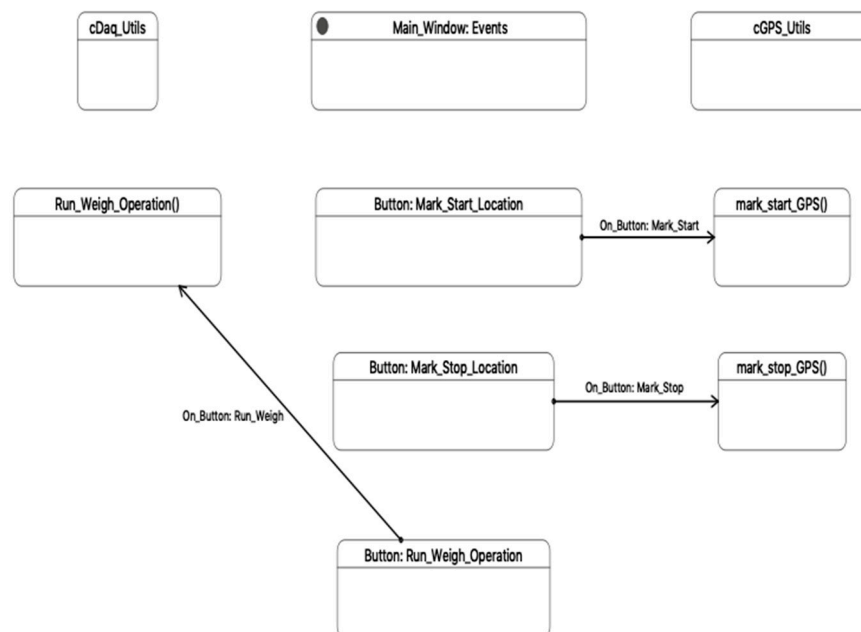 cDaq_Utils
Main_Window: Events
cGPS_Utils
Run_Weigh_Operation()
Button: Mark_Start_Location
On_Button: Mark_Start
mark_start_GPS()
Button: Mark_Stop_Location
On_Button: Mark_Stop
mark_stop_GPS()
On_Button: Run_Weigh
Button: Run_Weigh_Operation